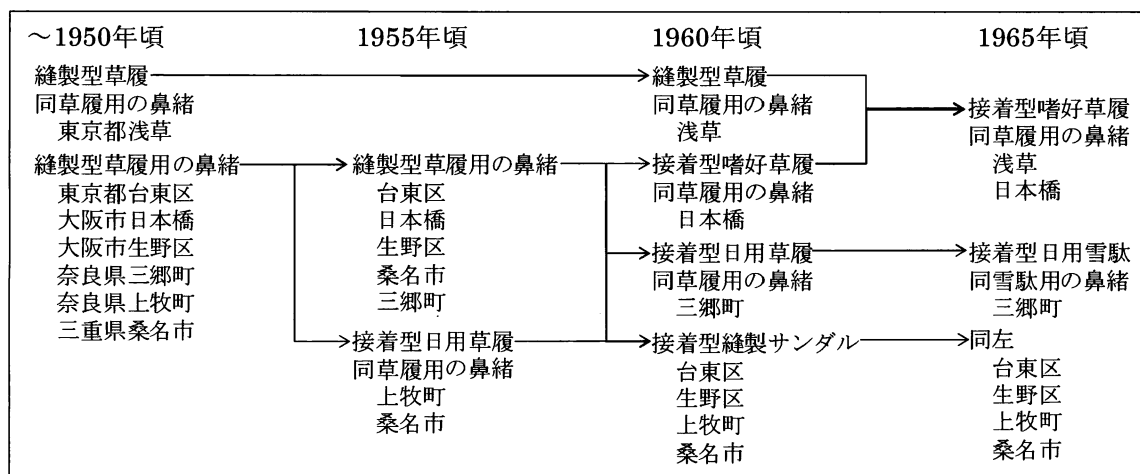 ～1950年頃
縫製型草履
同草履用の鼻緒
東京都浅草
縫製型草履用の鼻緒
東京都台東区
大阪市日本橋
大阪市生野区
奈良県三郷町
奈良県上牧町
三重県桑名市
1955年頃
縫製型草履用の鼻緒
台東区
日本橋
生野区
桑名市
三郷町
接着型日用草履
同草履用の鼻緒
上牧町
桑名市
1960年頃
縫製型草履
同草履用の鼻緒
浅草
接着型嗜好草履
同草履用の鼻緒
日本橋
接着型日用草履
同草履用の鼻緒
三郷町
接着型縫製サンダル
台東区
生野区
上牧町
桑名市
1965年頃
接着型嗜好草履
同草履用の鼻緒
浅草
日本橋
接着型日用雪駄
同雪駄用の鼻緒
三郷町
同左
台東区
生野区
上牧町
桑名市